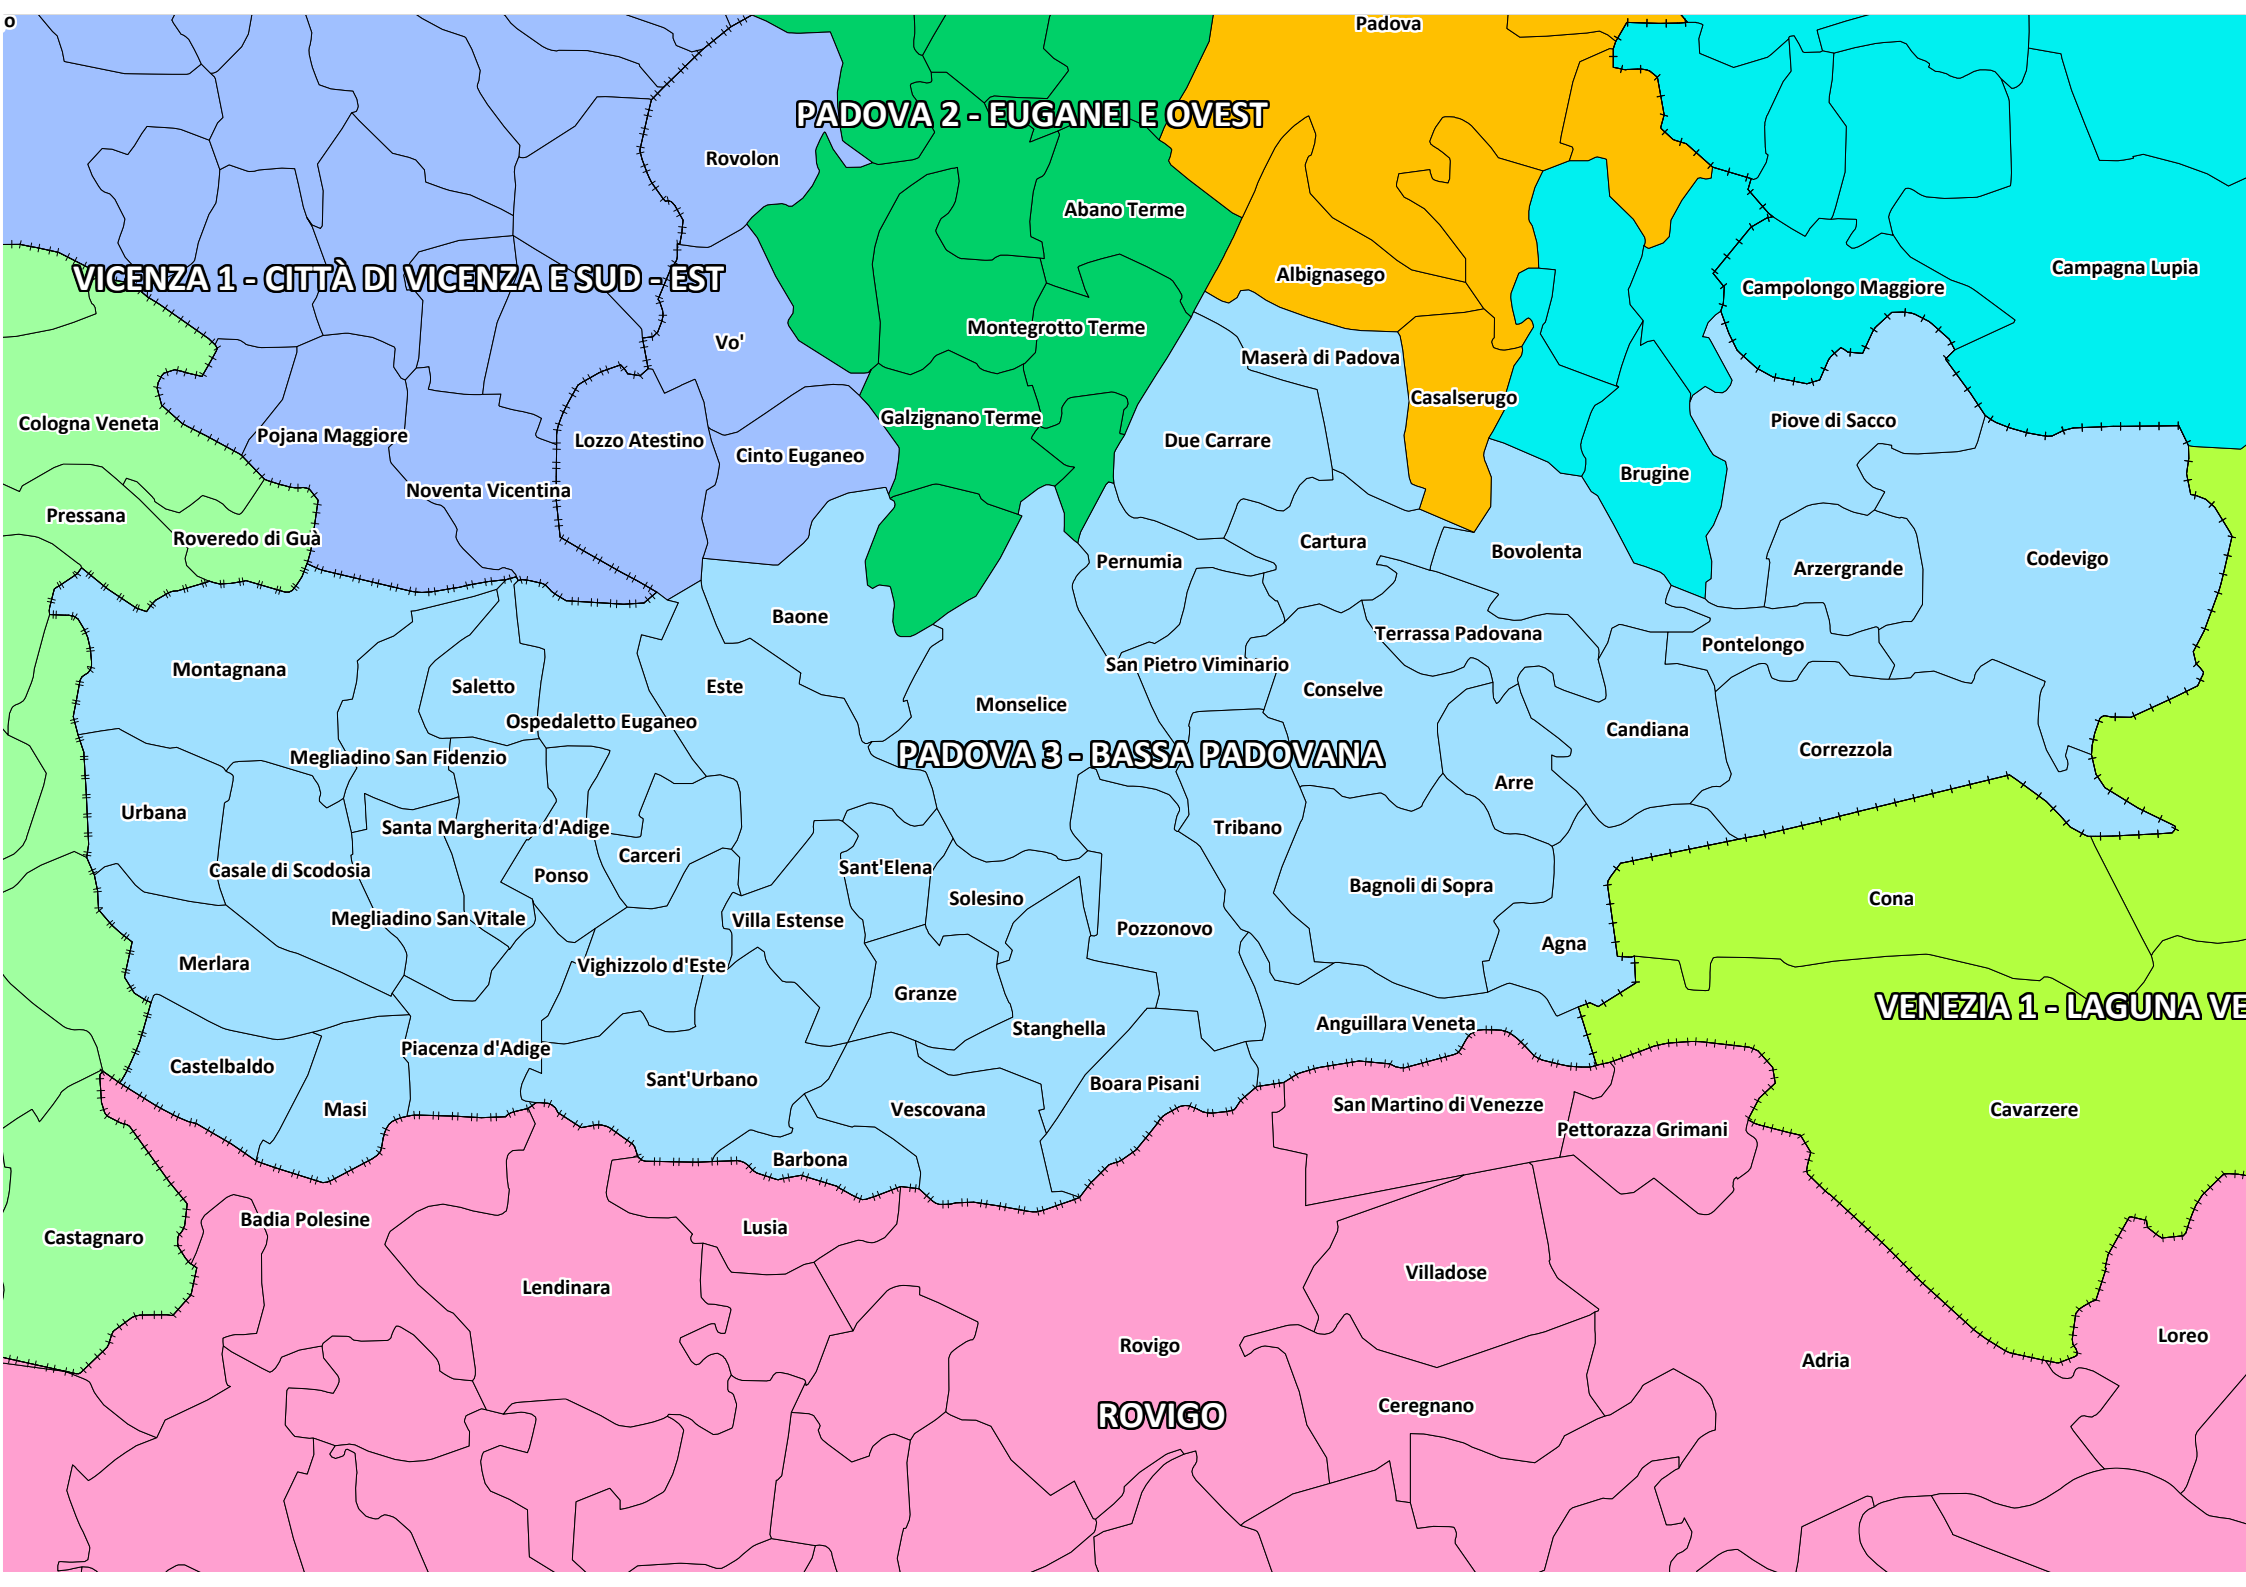 o
Padova
PADOVA 2 - EUGANEI E OVEST
Rovolon
Abano Terme
VICENZA 1 - CITTÀ DI VICENZA E SUD - EST
Albignasego
Campagna Lupia
Campolongo Maggiore
Montegrotto Terme
Vo'
Maserà di Padova
Casalserugo
Cologna Veneta
Pojana Maggiore
Lozzo Atestino
Cinto Euganeo
Galzignano Terme
Due Carrare
Piove di Sacco
Noventa Vicentina
Brugine
Pressana
Roveredo di Guà
Cartura
Bovolenta
Pernumia
Arzergrande
Codevigo
Baone
Terrassa Padovana
Pontelongo
Montagnana
Saletto
Este
San Pietro Viminario
Conselve
Monselice
Ospedaletto Euganeo
Candiana
Correzzola
Megliadino San Fidenzio
PADOVA 3 - BASSA PADOVANA
Arre
Urbana
Santa Margherita d'Adige
Tribano
Casale di Scodosia
Ponso
Carceri
Sant'Elena
Solesino
Bagnoli di Sopra
Cona
Megliadino San Vitale
Villa Estense
Pozzonovo
Agna
Merlara
Vighizzolo d'Este
Granze
VENEZIA 1 - LAGUNA VE
Stanghella
Anguillara Veneta
Castelbaldo
Piacenza d'Adige
Sant'Urbano
Boara Pisani
Masi
Vescovana
San Martino di Venezze
Pettorazza Grimani
Cavarzere
Barbona
Castagnaro
Badia Polesine
Lusia
Lendinara
Villadose
Rovigo
Loreo
Adria
ROVIGO
Ceregnano